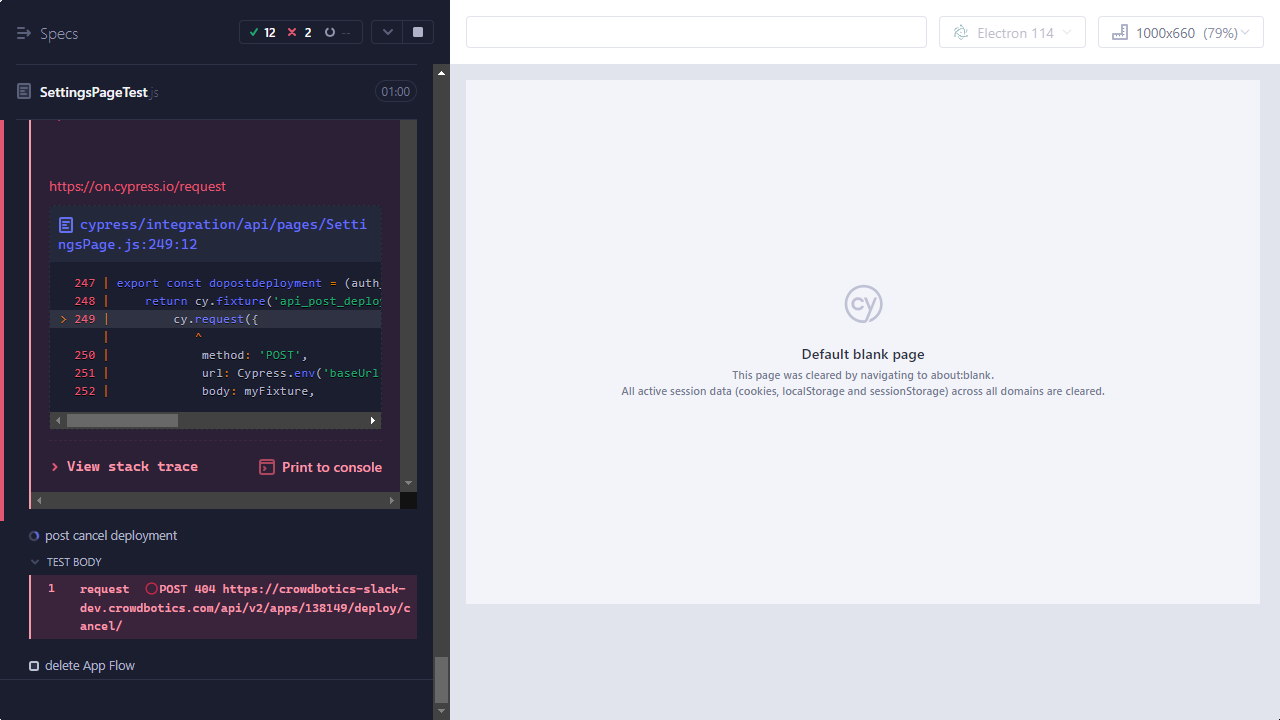 Specs
12
2
--
Electron 114
1000x660 (79%)
SettingsPageTest.js
01:00
https://on.cypress.io/request
cypress/integration/api/pages/Setti
ngsPage.js:249:12
247 | export const dopostdeployment = (auth_
248 | return cy.fixture('api_post_deploy
> 249 | cy.request({
| ^
250 | method: 'POST',
251 | url: Cypress.env('baseUrl
252 | body: myFixture,
View stack trace
Print to console
post cancel deployment
TEST BODY
1 request POST 404 https://crowdbotics-slack-
dev.crowdbotics.com/api/v2/apps/138149/deploy/c
ancel/
delete App Flow
cy
Default blank page
This page was cleared by navigating to about:blank.
All active session data (cookies, localStorage and sessionStorage) across all domains are cleared.